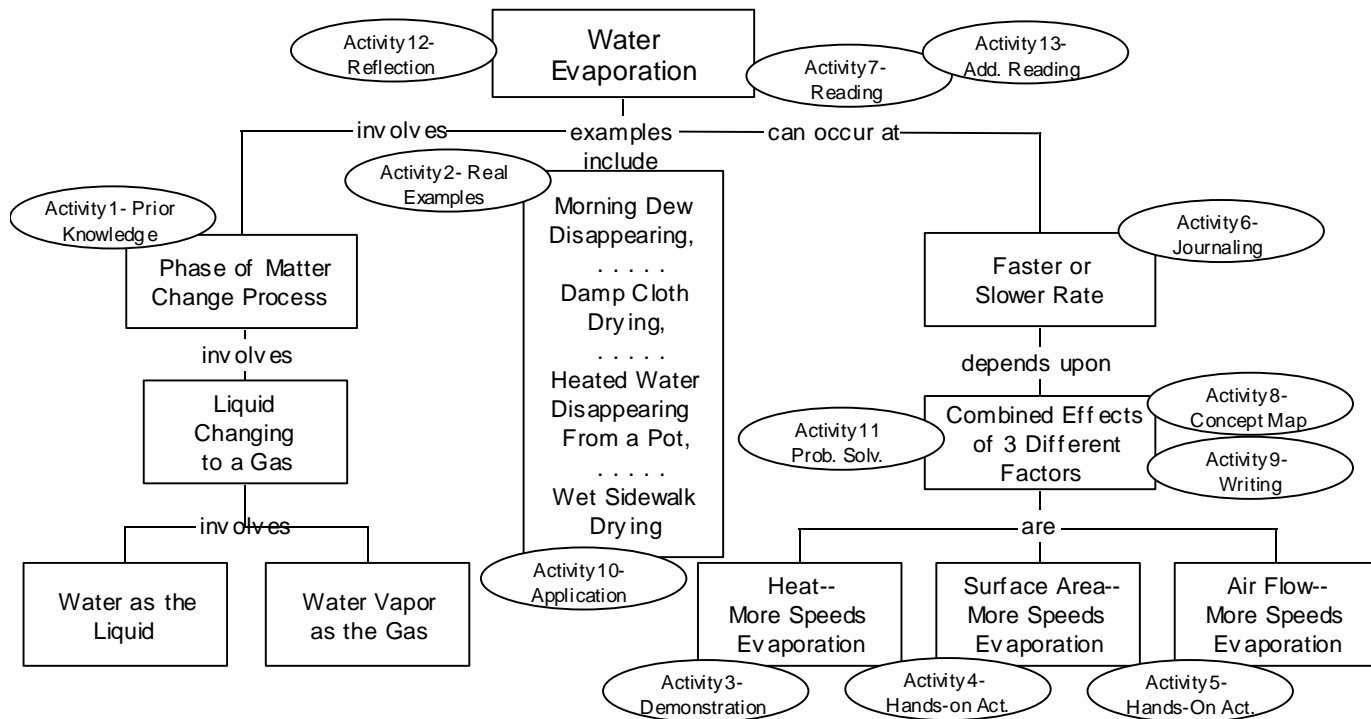 Activity 12-
Reflection
Water
Evaporation
Activity 7-
Reading
Activity 13-
Add. Reading
involves
examples
include
can occur at
Activity 1- Prior
Knowledge
Phase of Matter
Change Process
involves
Liquid
Changing
to a Gas
involves
Water as the
Liquid
Water Vapor
as the Gas
Activity 2- Real
Examples
Morning Dew
Disappearing,
. . . . .
Damp Cloth
Drying,
. . . . .
Heated Water
Disappearing
From a Pot,
. . . . .
Wet Sidewalk
Drying
Activity 10-
Application
Activity 6-
Journaling
Faster or
Slower Rate
depends upon
Activity 11
Prob. Solv.
Combined Effects
of 3 Different
Factors
Activity 8-
Concept Map
Activity 9-
Writing
are
Heat--
More Speeds
Evaporation
Activity 3-
Demonstration
Surface Area--
More Speeds
Evaporation
Activity 4-
Hands-on Act.
Air Flow--
More Speeds
Evaporation
Activity 5-
Hands-On Act.